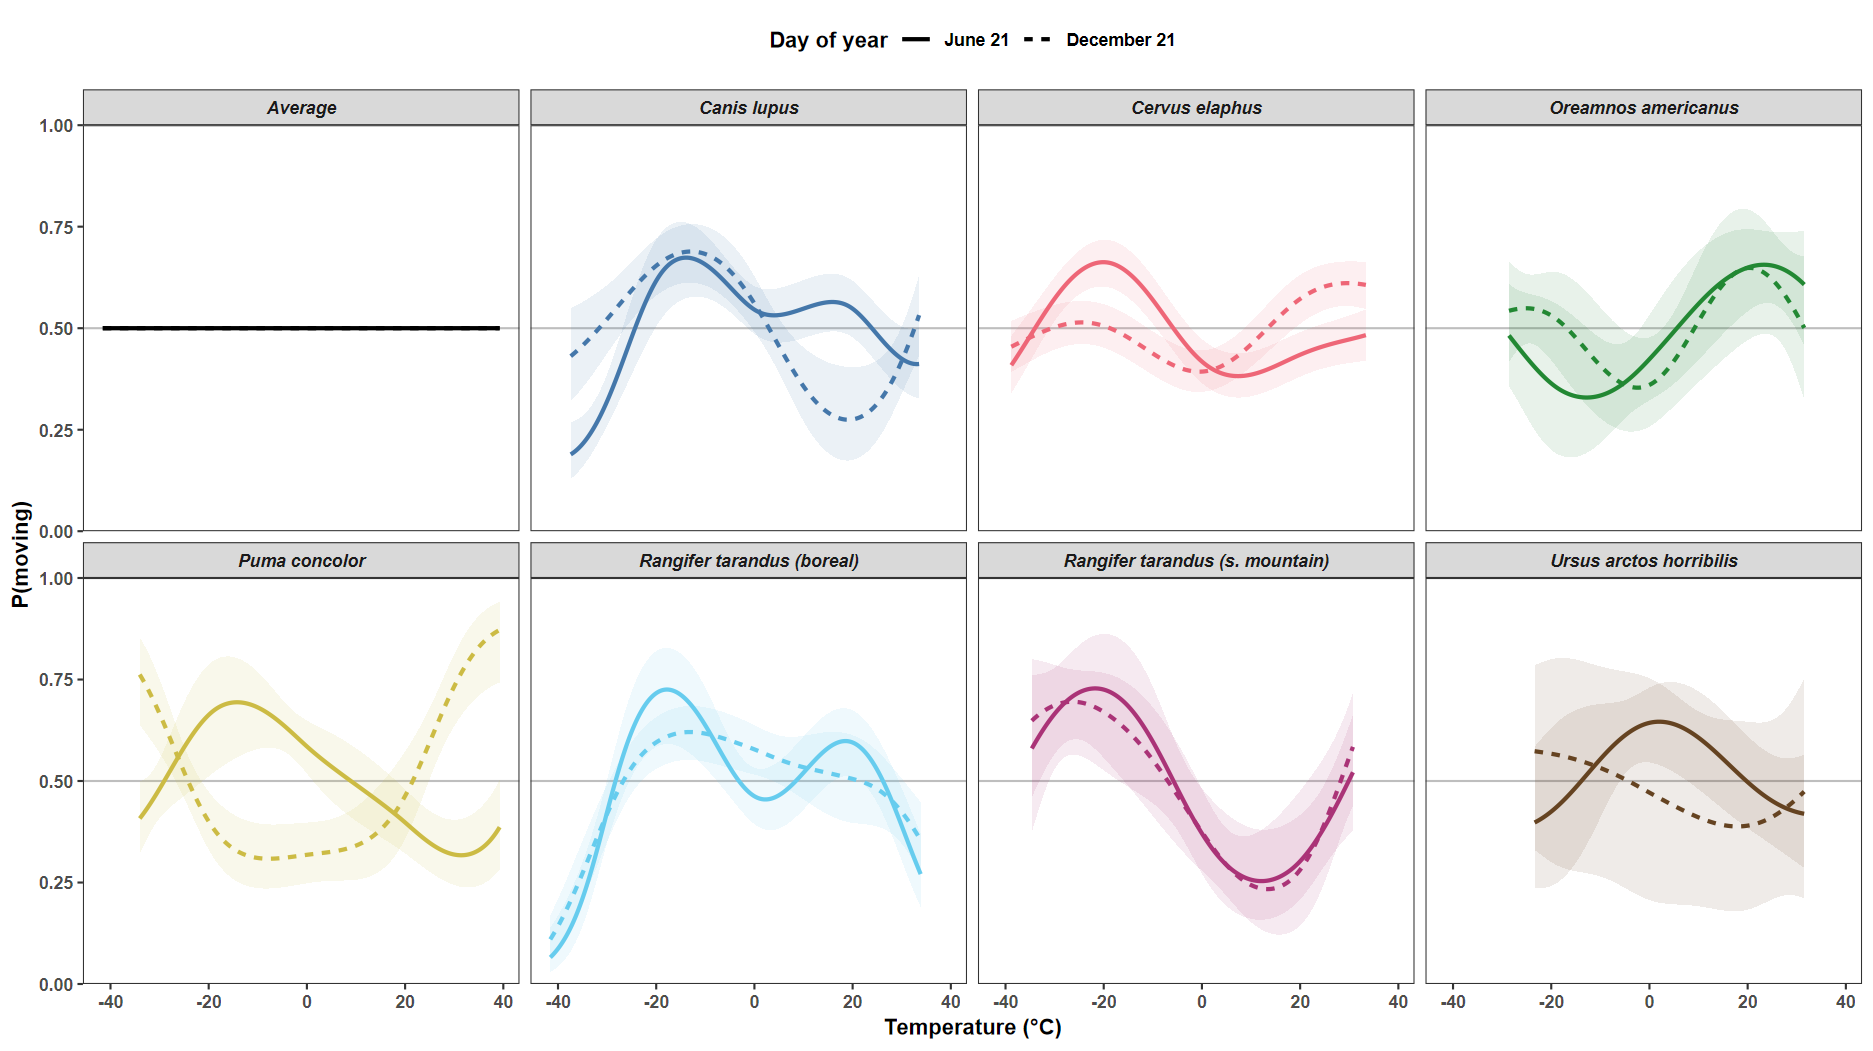 Day of year June 21 December 21
Average Canis lupus Cervus elaphus Oreamnos americanus
1.00
0.75
0.50
0.25
0.00
P(moving)
Puma concolor Rangifer tarandus (boreal) Rangifer tarandus (s. mountain) Ursus arctos horribilis
1.00
0.75
0.50
0.25
0.00
-40 -20 0 20 40 -40 -20 0 20 40 -40 -20 0 20 40 -40 -20 0 20 40
Temperature (°C)